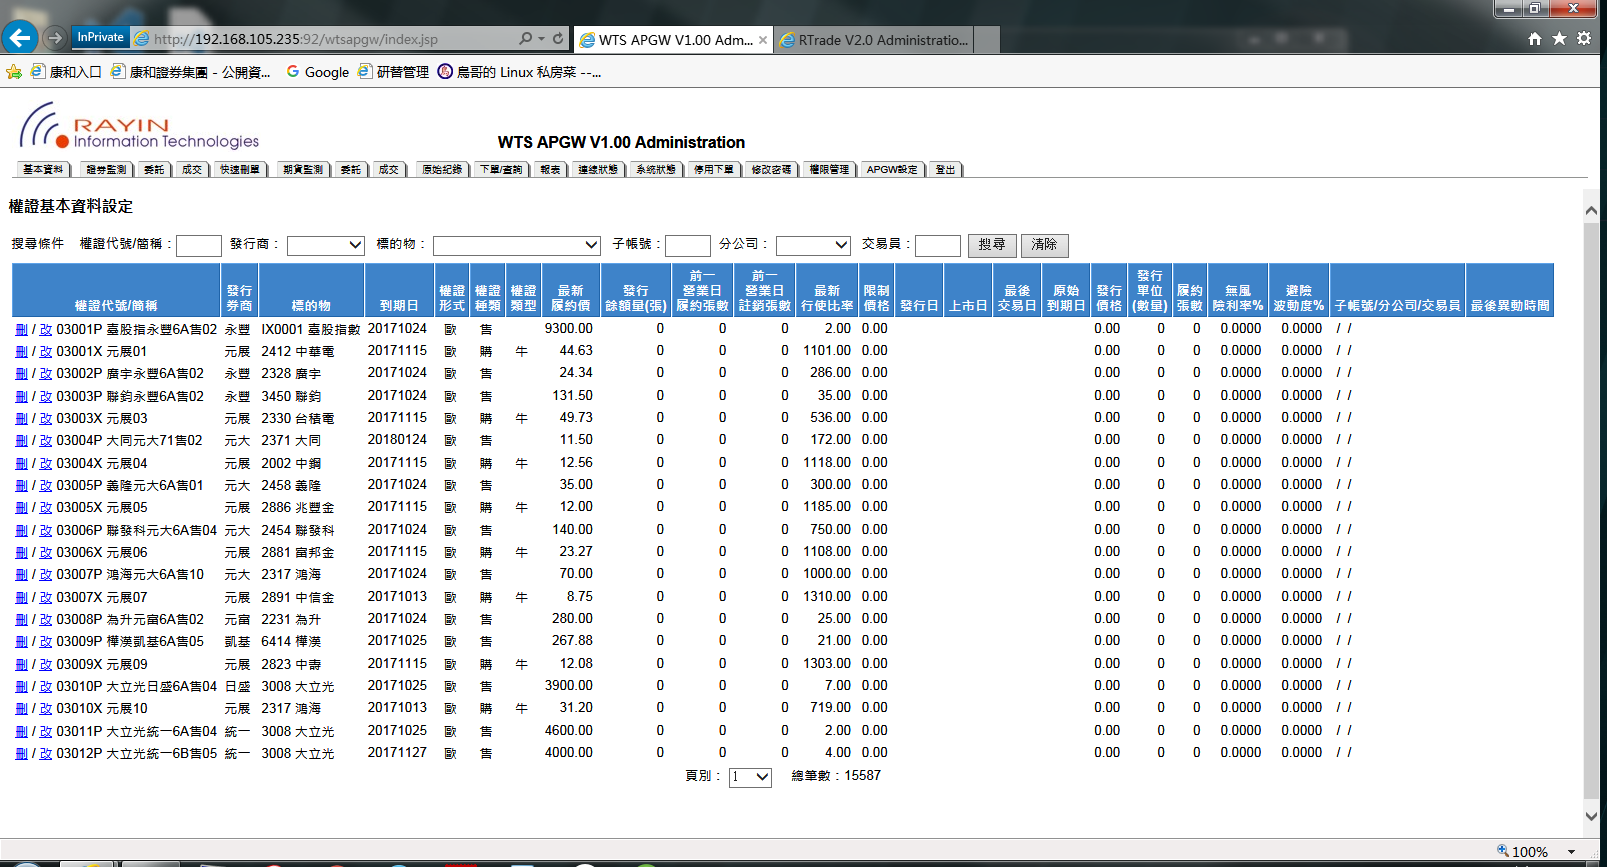 InPrivate http://192.168.105.235:92/wtsapgw/index.jsp WTS APGW V1.00 Adm... RTrade V2.0 Administratio...
康和入口 康和證券集團 - 公開資... Google 研替管理 鳥哥的 Linux 私房菜 --...
RAYIN
Information Technologies
WTS APGW V1.00 Administration
基本資料 證券監測 委託 成交 快速刪單 期貨監測 委託 成交 原始紀錄 下單/查詢 報表 連線狀態 系統狀態 停用下單 修改密碼 權限管理 APGW設定 登出
權證基本資料設定
搜尋條件 權證代號/簡稱： 發行商： 標的物： 子帳號： 分公司： 交易員： 搜尋 清除
權證代號/簡稱 發行券商 標的物 到期日 權證形式 權證種類 權證類型 最新履約價 發行餘額量(張) 前一營業日履約張數 前一營業日註銷張數 最新行使比率 限制價格 發行日 上市日 最後交易日 原始到期日 發行價格 發行單位(數量) 履約張數 無風險利率% 避險波動度% 子帳號/分公司/交易員 最後異動時間
刪 / 改 03001P 臺股指永豐6A售02 永豐 IX0001 臺股指數 20171024 歐 售 9300.00 0 0 0 2.00 0.00 0.00 0 0 0.0000 0.0000 / /
刪 / 改 03001X 元展01 元展 2412 中華電 20171115 歐 購 牛 44.63 0 0 0 1101.00 0.00 0.00 0 0 0.0000 0.0000 / /
刪 / 改 03002P 廣宇永豐6A售02 永豐 2328 廣宇 20171024 歐 售 24.34 0 0 0 286.00 0.00 0.00 0 0 0.0000 0.0000 / /
刪 / 改 03003P 聯鈞永豐6A售02 永豐 3450 聯鈞 20171024 歐 售 131.50 0 0 0 35.00 0.00 0.00 0 0 0.0000 0.0000 / /
刪 / 改 03003X 元展03 元展 2330 台積電 20171115 歐 購 牛 49.73 0 0 0 536.00 0.00 0.00 0 0 0.0000 0.0000 / /
刪 / 改 03004P 大同元大71售02 元大 2371 大同 20180124 歐 售 11.50 0 0 0 172.00 0.00 0.00 0 0 0.0000 0.0000 / /
刪 / 改 03004X 元展04 元展 2002 中鋼 20171115 歐 購 牛 12.56 0 0 0 1118.00 0.00 0.00 0 0 0.0000 0.0000 / /
刪 / 改 03005P 義隆元大6A售01 元大 2458 義隆 20171024 歐 售 35.00 0 0 0 300.00 0.00 0.00 0 0 0.0000 0.0000 / /
刪 / 改 03005X 元展05 元展 2886 兆豐金 20171115 歐 購 牛 12.00 0 0 0 1185.00 0.00 0.00 0 0 0.0000 0.0000 / /
刪 / 改 03006P 聯發科元大6A售04 元大 2454 聯發科 20171024 歐 售 140.00 0 0 0 750.00 0.00 0.00 0 0 0.0000 0.0000 / /
刪 / 改 03006X 元展06 元展 2881 富邦金 20171115 歐 購 牛 23.27 0 0 0 1108.00 0.00 0.00 0 0 0.0000 0.0000 / /
刪 / 改 03007P 鴻海元大6A售10 元大 2317 鴻海 20171024 歐 售 70.00 0 0 0 1000.00 0.00 0.00 0 0 0.0000 0.0000 / /
刪 / 改 03007X 元展07 元展 2891 中信金 20171013 歐 購 牛 8.75 0 0 0 1310.00 0.00 0.00 0 0 0.0000 0.0000 / /
刪 / 改 03008P 為升元富6A售02 元富 2231 為升 20171024 歐 售 280.00 0 0 0 25.00 0.00 0.00 0 0 0.0000 0.0000 / /
刪 / 改 03009P 樺漢凱基6A售05 凱基 6414 樺漢 20171025 歐 售 267.88 0 0 0 21.00 0.00 0.00 0 0 0.0000 0.0000 / /
刪 / 改 03009X 元展09 元展 2823 中壽 20171115 歐 購 牛 12.08 0 0 0 1303.00 0.00 0.00 0 0 0.0000 0.0000 / /
刪 / 改 03010P 大立光日盛6A售04 日盛 3008 大立光 20171025 歐 售 3900.00 0 0 0 7.00 0.00 0.00 0 0 0.0000 0.0000 / /
刪 / 改 03010X 元展10 元展 2317 鴻海 20171013 歐 購 牛 31.20 0 0 0 719.00 0.00 0.00 0 0 0.0000 0.0000 / /
刪 / 改 03011P 大立光統一6A售04 統一 3008 大立光 20171025 歐 售 4600.00 0 0 0 2.00 0.00 0.00 0 0 0.0000 0.0000 / /
刪 / 改 03012P 大立光統一6B售05 統一 3008 大立光 20171127 歐 售 4000.00 0 0 0 4.00 0.00 0.00 0 0 0.0000 0.0000 / /
頁別： 1 總筆數：15587
100%